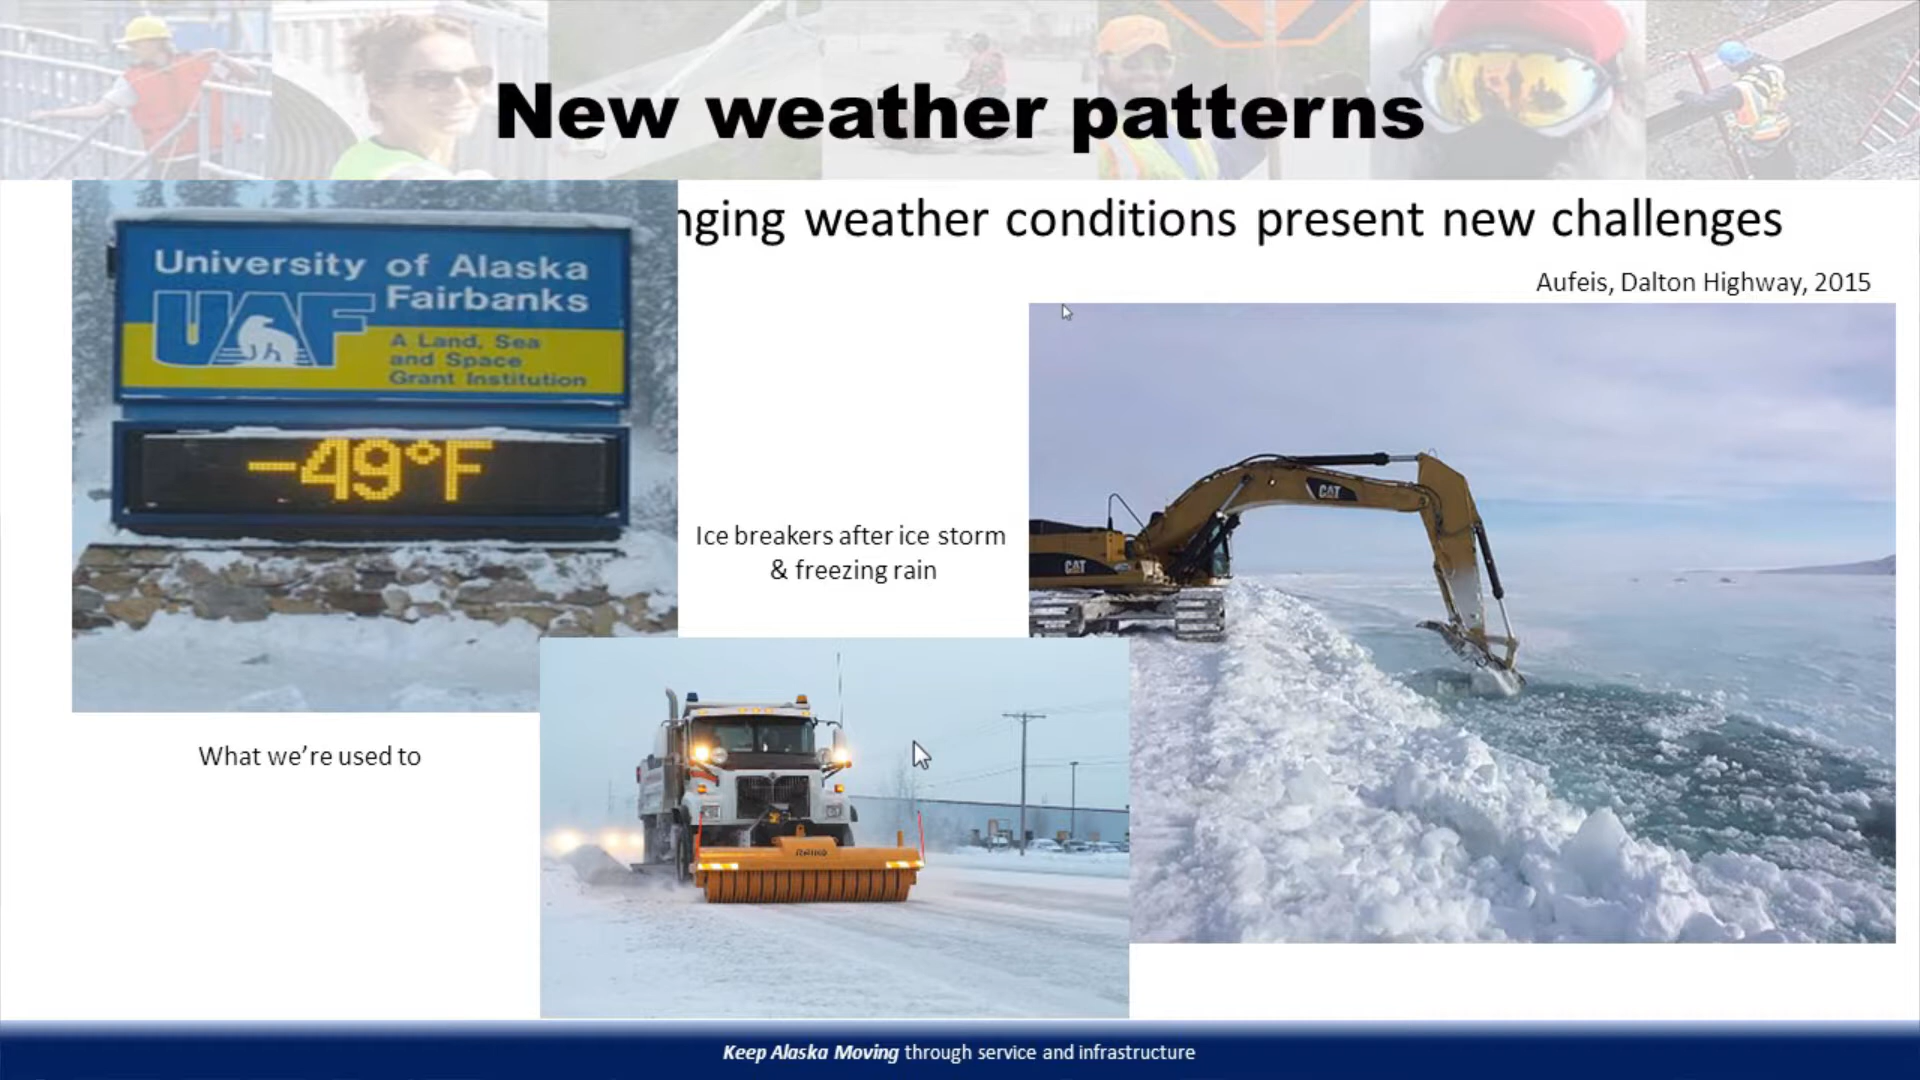 New weather patterns
nging weather conditions present new challenges
Aufeis, Dalton Highway, 2015
University of Alaska
Fairbanks
UAF
A Land, Sea
and Space
Grant Institution
-49°F
CAT
CAT
Ice breakers after ice storm
& freezing rain
What we're used to
Keep Alaska Moving through service and infrastructure